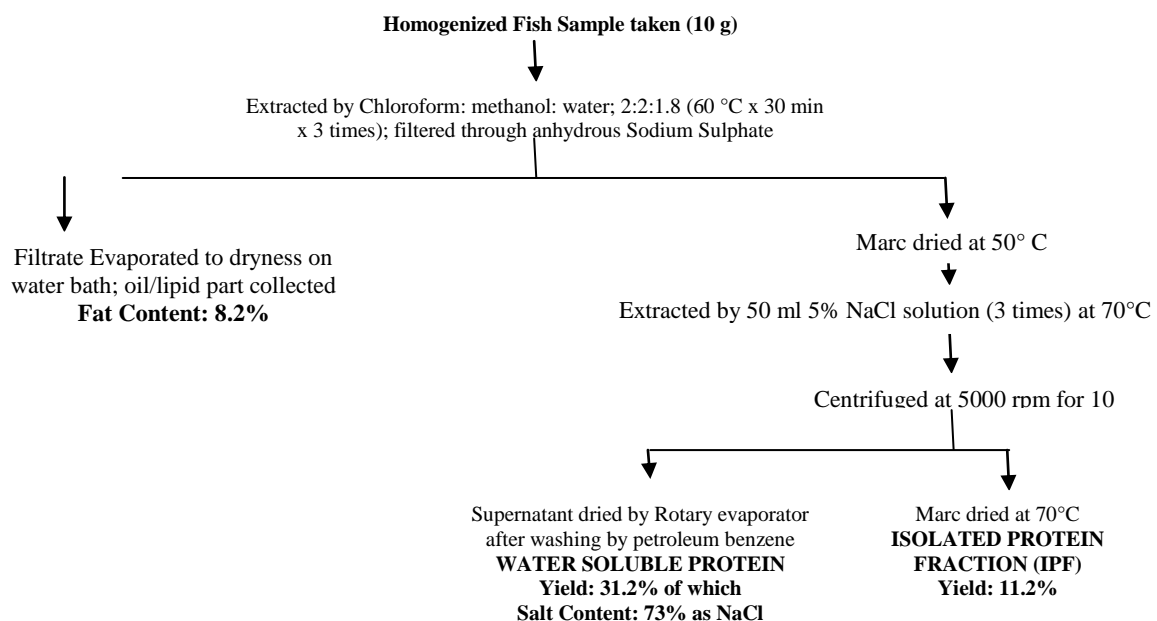 Homogenized Fish Sample taken (10 g)
Extracted by Chloroform: methanol: water; 2:2:1.8 (60 °C x 30 min
x 3 times); filtered through anhydrous Sodium Sulphate
Filtrate Evaporated to dryness on
water bath; oil/lipid part collected
Fat Content: 8.2%
Marc dried at 50° C
Extracted by 50 ml 5% NaCl solution (3 times) at 70°C
Centrifuged at 5000 rpm for 10
Supernatant dried by Rotary evaporator
after washing by petroleum benzene
WATER SOLUBLE PROTEIN
Yield: 31.2% of which
Salt Content: 73% as NaCl
Marc dried at 70°C
ISOLATED PROTEIN
FRACTION (IPF)
Yield: 11.2%